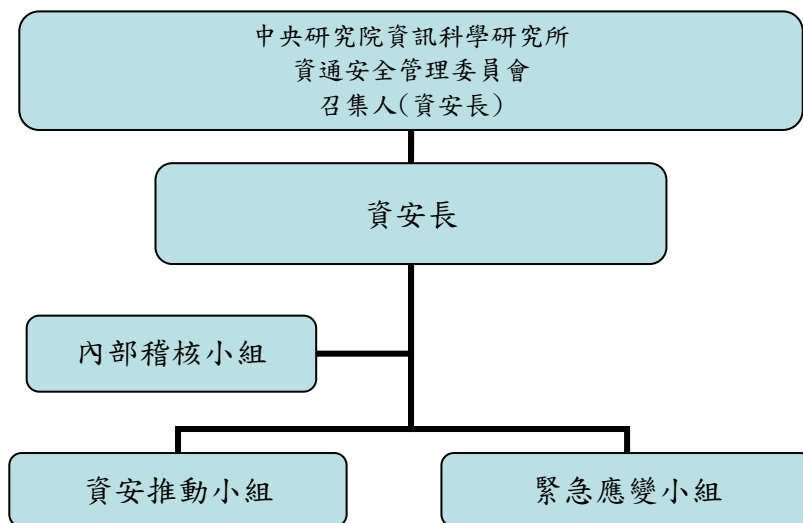 中央研究院資訊科學研究所
資通安全管理委員會
召集人(資安長)
資安長
內部稽核小組
資安推動小組
緊急應變小組